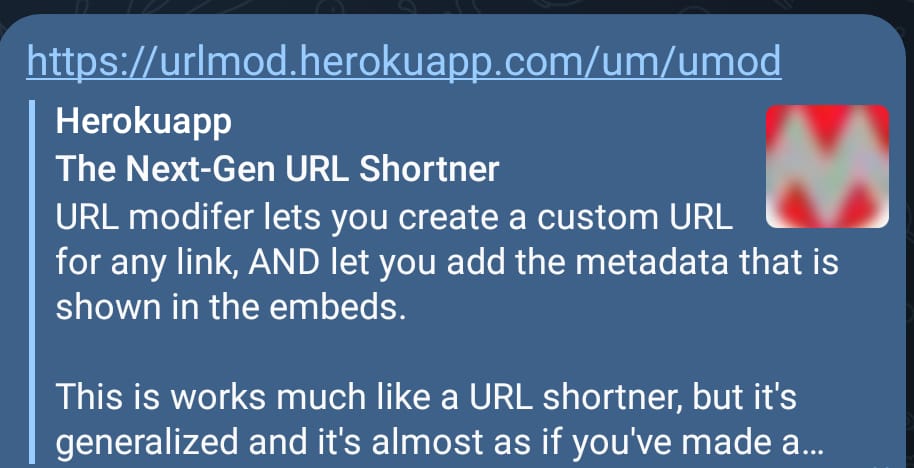 https://urlmod.herokuapp.com/um/umod
Herokuapp
The Next-Gen URL Shortner
URL modifer lets you create a custom URL
for any link, AND let you add the metadata that is
shown in the embeds.
This is works much like a URL shortner, but it's
generalized and it's almost as if you've made a...